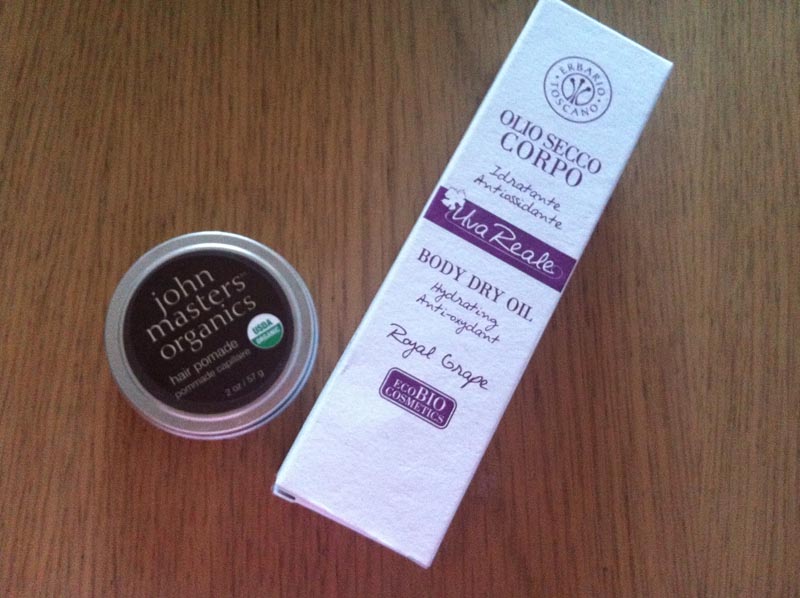 john
masters™
organics
USDA
ORGANIC
hair pomade
pommade capillaire
2 oz / 57 g
ERBARIO
TOSCANO
OLIO SECCO
CORPO
Idratante
Antiossidante
Uva Reale
BODY DRY OIL
Hydrating
Anti-oxydant
Royal Grape
ECOBIO
COSMETICS